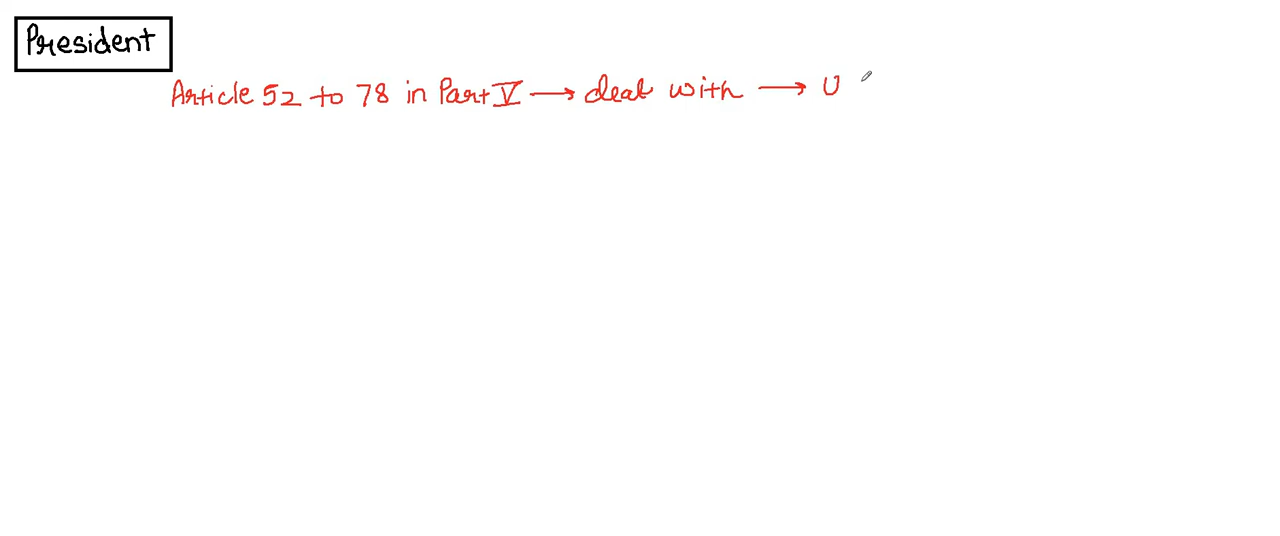 President
Article 52 to 78 in Part V → deal with → U